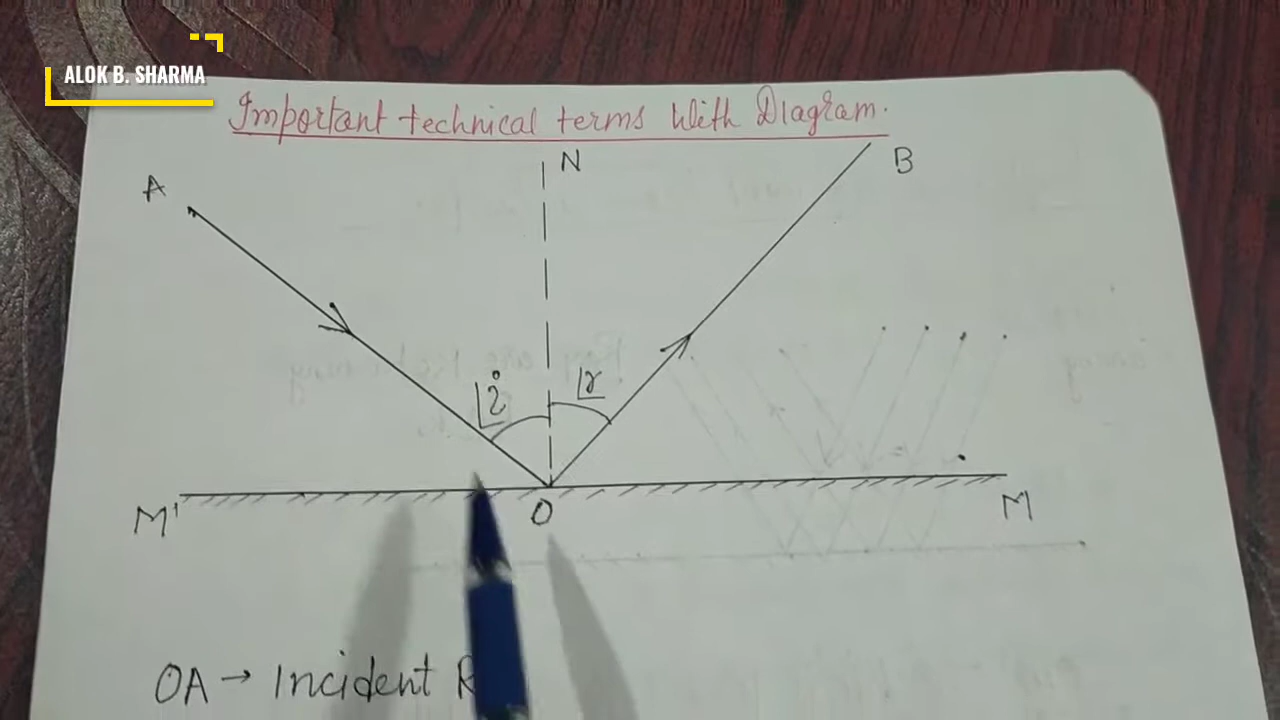 ALOK B. SHARMA
Important technical terms With Diagram.
A
N
B
∠i
∠r
M'
O
M
OA → Incident R